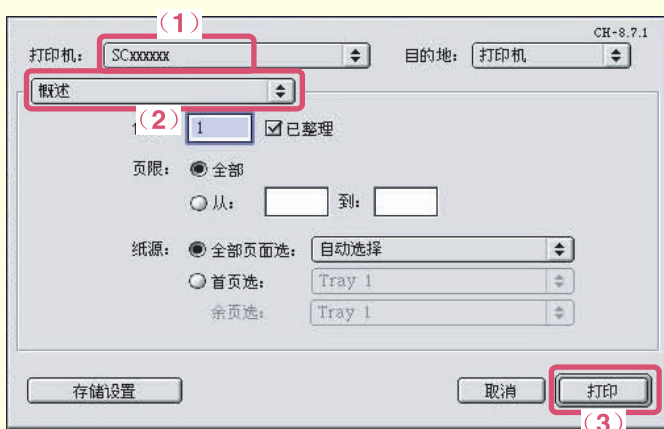 (1)
CH-8.7.1
打印机: SCxxxxxx 目的地: 打印机
概述
(2) 1 已整理
页限: 全部
从: 到:
纸源: 全部页面选: 自动选择
首页选: Tray 1
余页选: Tray 1
存储设置 取消 打印
(3)